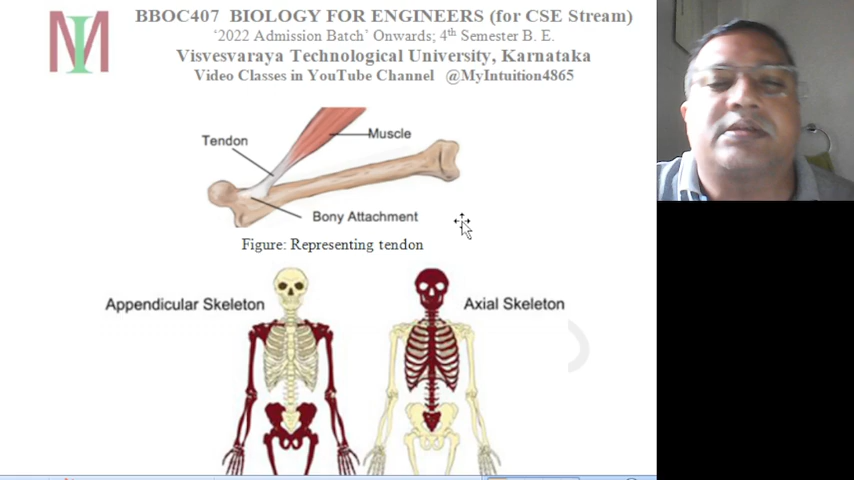 BBOC407 BIOLOGY FOR ENGINEERS (for CSE Stream)
'2022 Admission Batch' Onwards; 4th Semester B. E.
Visvesvaraya Technological University, Karnataka
Video Classes in YouTube Channel @MyIntuition4865
MI
Tendon
Muscle
Bony Attachment
Figure: Representing tendon
Appendicular Skeleton
Axial Skeleton